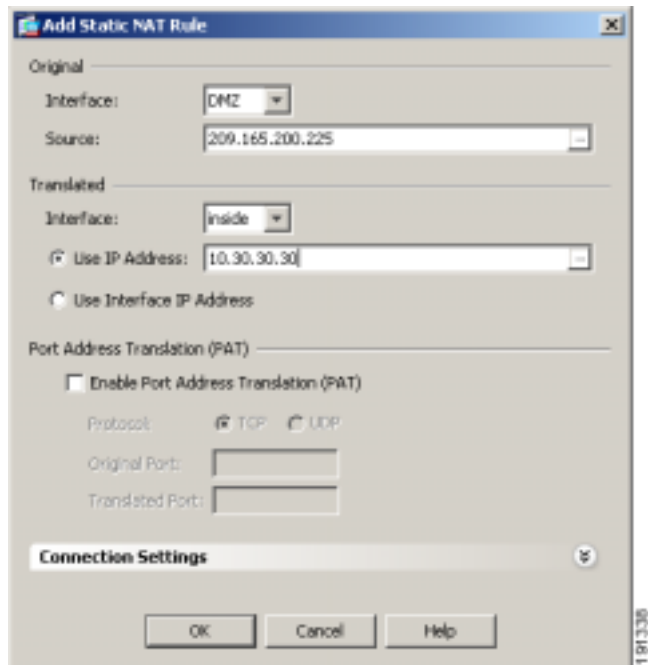 Add Static NAT Rule
Original
Interface: DMZ
Source: 209.165.200.225 ...
Translated
Interface: inside
Use IP Address: 10.30.30.30 ...
Use Interface IP Address
Port Address Translation (PAT)
Enable Port Address Translation (PAT)
Protocol: TCP UDP
Original Port:
Translated Port:
Connection Settings
OK Cancel Help
191338